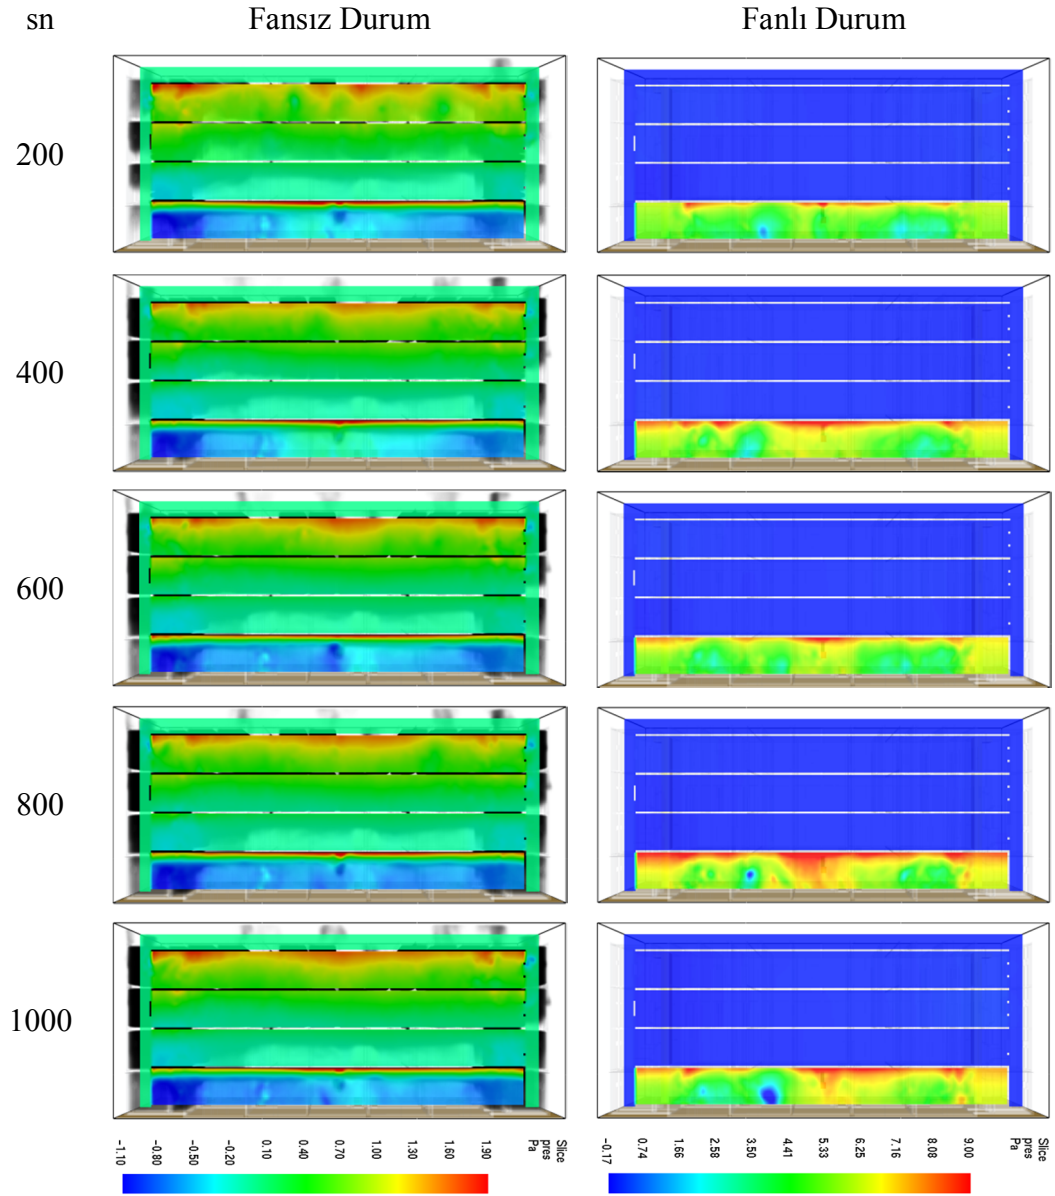 sn Fansız Durum Fanlı Durum
200
400
600
800
1000
−1.10 −0.80 −0.50 −0.20 0.10 0.40 0.70 1.00 1.30 1.60 1.90 Slice pres Pa
−0.17 0.74 1.66 2.58 3.50 4.41 5.33 6.25 7.16 8.08 9.00 Slice pres Pa